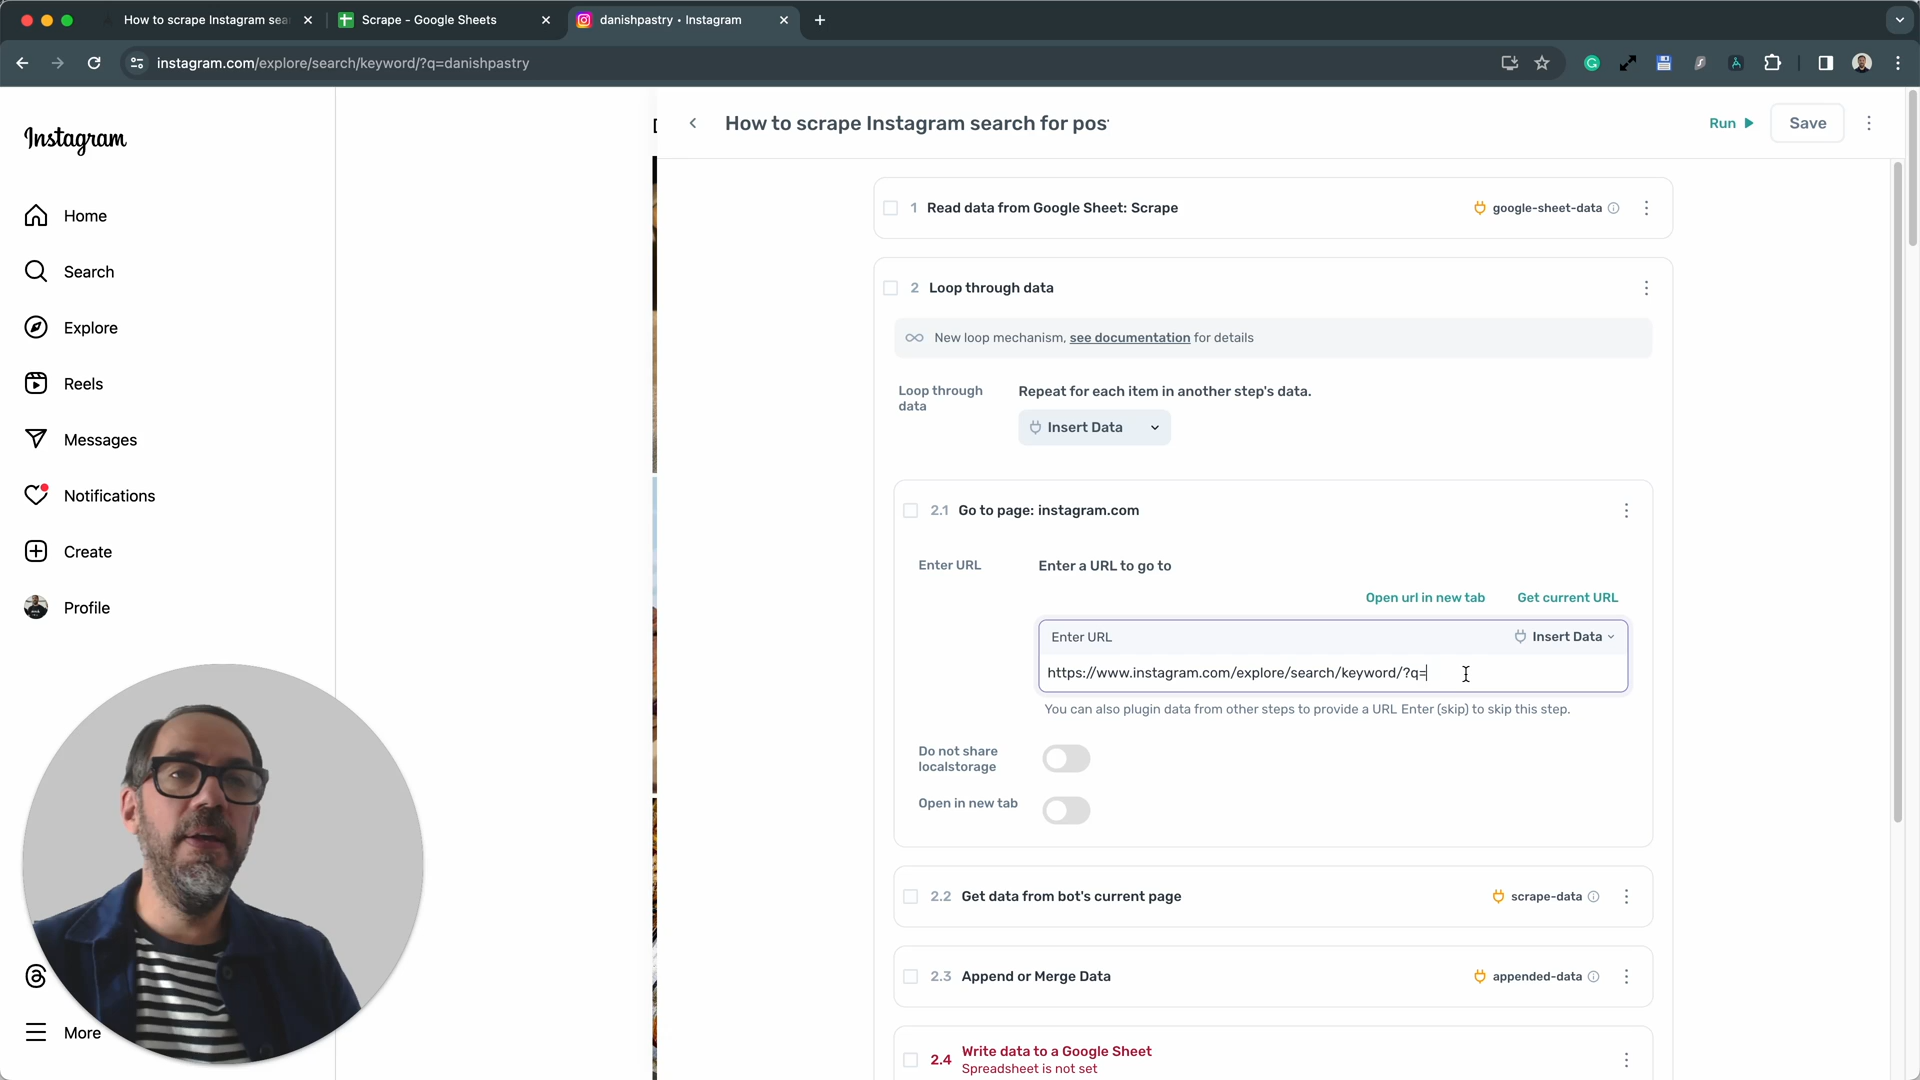 How to scrape Instagram sea
Scrape - Google Sheets
danishpastry • Instagram
instagram.com/explore/search/keyword/?q=danishpastry
Instagram
Home
Search
Explore
Reels
Messages
Notifications
Create
Profile
More
How to scrape Instagram search for pos
Run
Save
1 Read data from Google Sheet: Scrape
google-sheet-data
2 Loop through data
New loop mechanism, see documentation for details
Loop through data
Repeat for each item in another step's data.
Insert Data
2.1 Go to page: instagram.com
Enter URL
Enter a URL to go to
Open url in new tab
Get current URL
Enter URL
Insert Data
https://www.instagram.com/explore/search/keyword/?q=
You can also plugin data from other steps to provide a URL Enter (skip) to skip this step.
Do not share localstorage
Open in new tab
2.2 Get data from bot's current page
scrape-data
2.3 Append or Merge Data
appended-data
2.4 Write data to a Google Sheet
Spreadsheet is not set